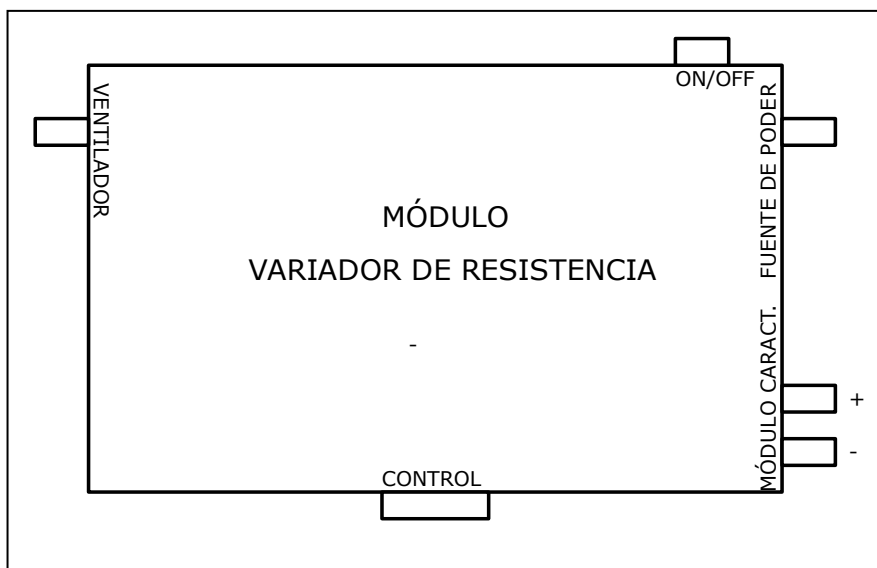 ON/OFF
VENTILADOR
FUENTE DE PODER
MÓDULO
VARIADOR DE RESISTENCIA
-
MÓDULO CARACT.
+
-
CONTROL